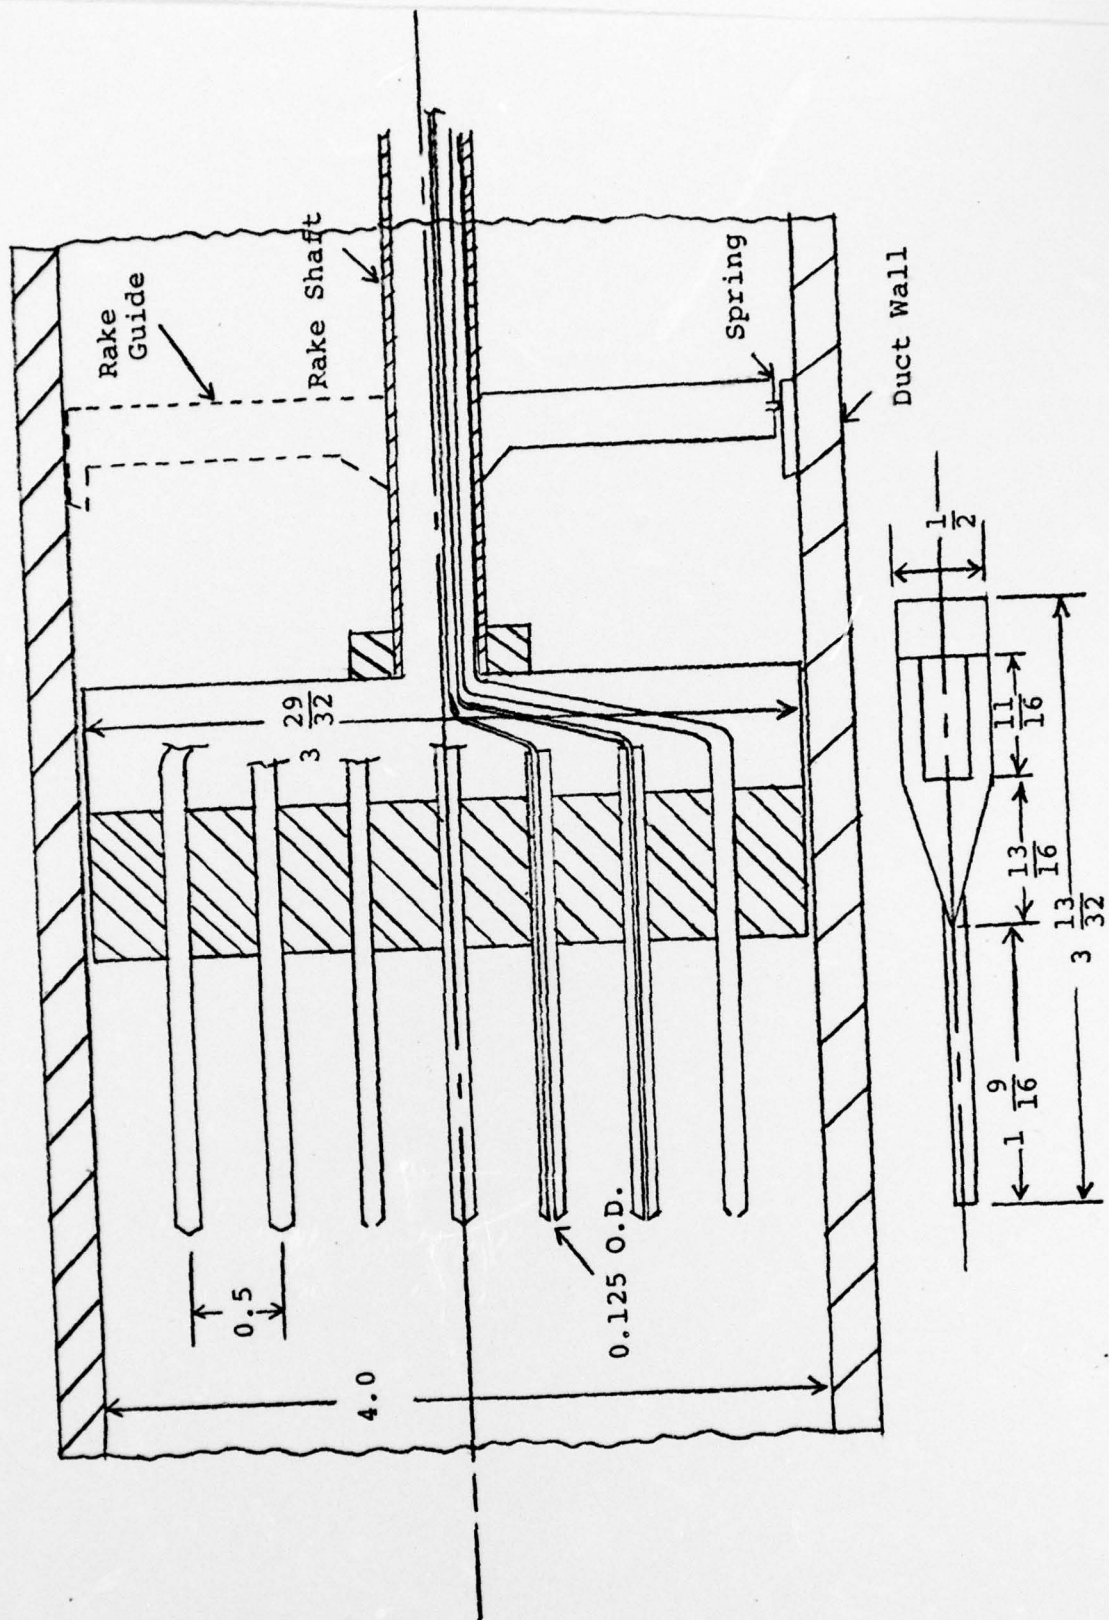 Rake
Guide
Rake Shaft
Spring
Duct Wall
3 29/32
0.5
4.0
0.125 O.D.
1/2
11/16
13/16
1 9/16
3 13/32